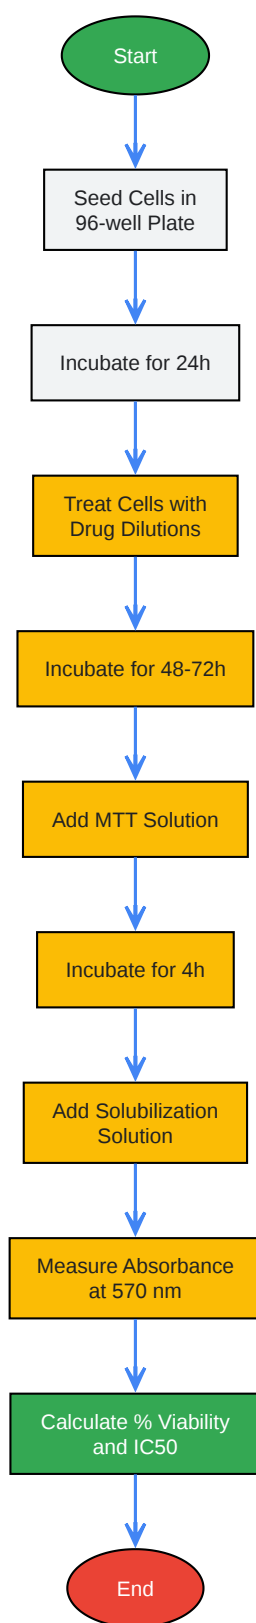 Start
Seed Cells in
96-well Plate
Incubate for 24h
Treat Cells with
Drug Dilutions
Incubate for 48-72h
Add MTT Solution
Incubate for 4h
Add Solubilization
Solution
Measure Absorbance
at 570 nm
Calculate % Viability
and IC50
End